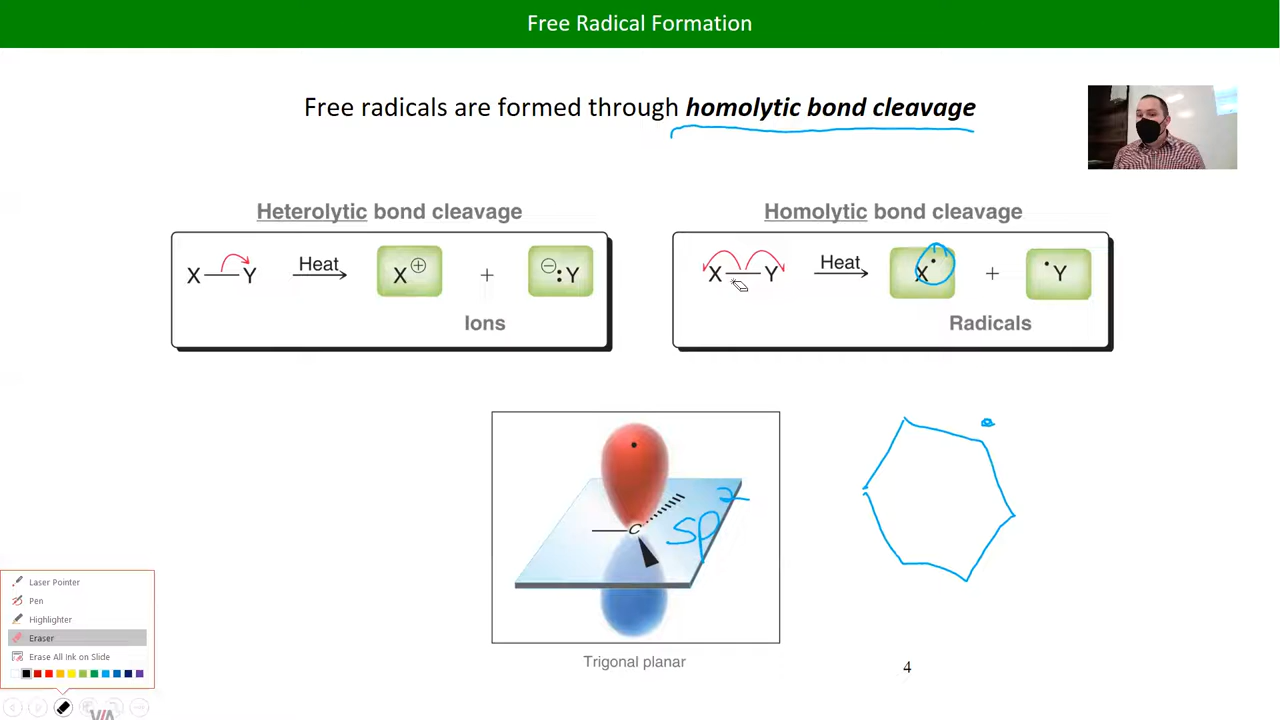 Free Radical Formation
Free radicals are formed through homolytic bond cleavage
Heterolytic bond cleavage
X — Y Heat X⊕ + ⊖:Y
Ions
Homolytic bond cleavage
X — Y Heat X• + •Y
Radicals
C
sp2
Trigonal planar
4
Laser Pointer
Pen
Highlighter
Eraser
Erase All Ink on Slide